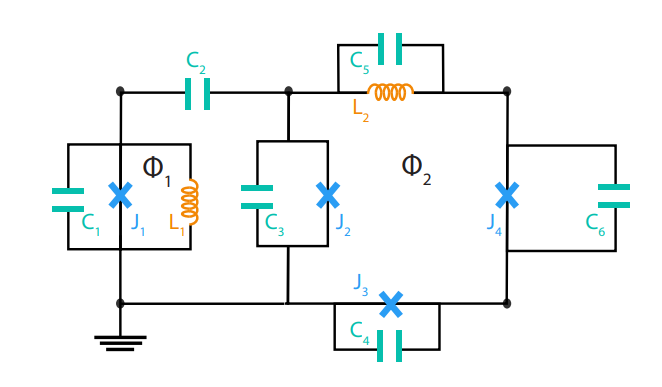 C₂
C₅
L₂
Φ₁
Φ₂
C₁
J₁
L₁
C₃
J₂
J₄
C₆
J₃
C₄